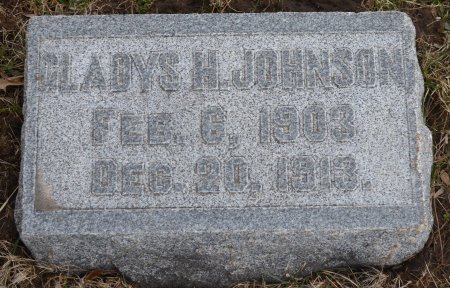 GLADYS H. JOHNSON
FEB. 6, 1903
DEC. 20, 1913.